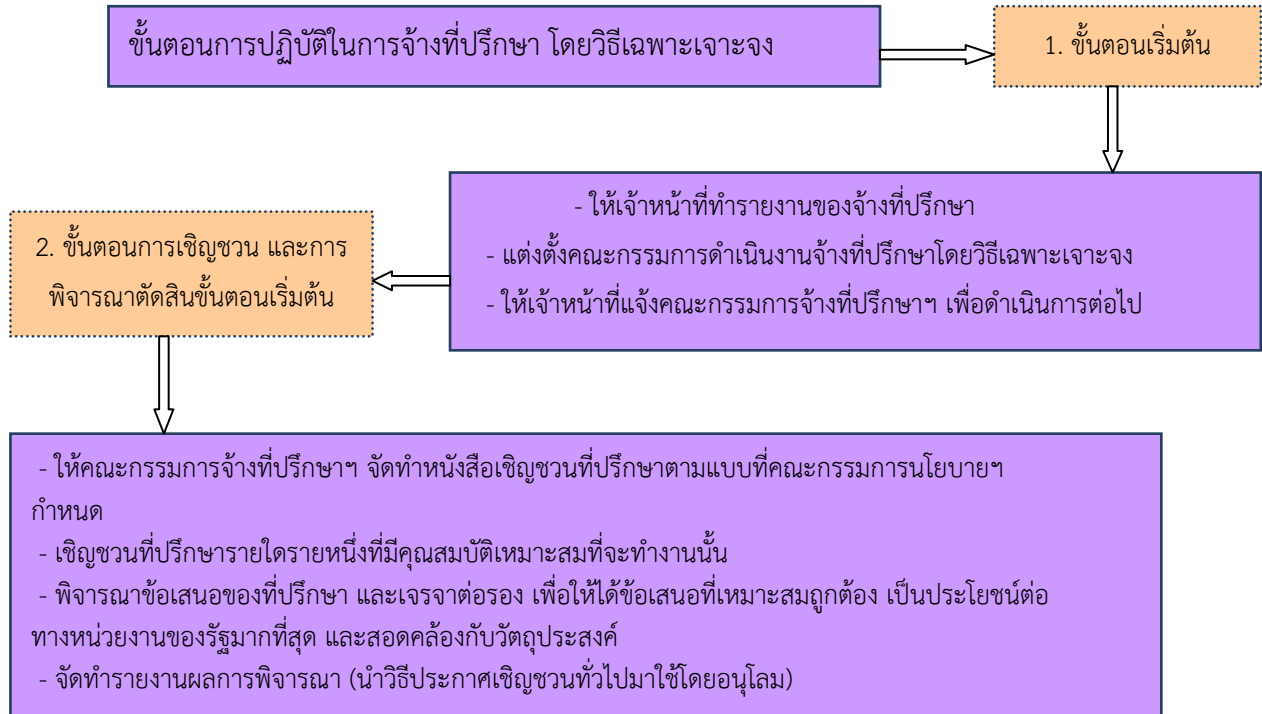 ขั้นตอนการปฏิบัติในการจ้างที่ปรึกษา โดยวิธีเฉพาะเจาะจง
1. ขั้นตอนเริ่มต้น
- ให้เจ้าหน้าที่ทำรายงานของจ้างที่ปรึกษา
- แต่งตั้งคณะกรรมการดำเนินงานจ้างที่ปรึกษาโดยวิธีเฉพาะเจาะจง
- ให้เจ้าหน้าที่แจ้งคณะกรรมการจ้างที่ปรึกษาฯ เพื่อดำเนินการต่อไป
2. ขั้นตอนการเชิญชวน และการ
พิจารณาตัดสินขั้นตอนเริ่มต้น
- ให้คณะกรรมการจ้างที่ปรึกษาฯ จัดทำหนังสือเชิญชวนที่ปรึกษาตามแบบที่คณะกรรมการนโยบายฯ
กำหนด
- เชิญชวนที่ปรึกษารายใดรายหนึ่งที่มีคุณสมบัติเหมาะสมที่จะทำงานนั้น
- พิจารณาข้อเสนอของที่ปรึกษา และเจรจาต่อรอง เพื่อให้ได้ข้อเสนอที่เหมาะสมถูกต้อง เป็นประโยชน์ต่อ
ทางหน่วยงานของรัฐมากที่สุด และสอดคล้องกับวัตถุประสงค์
- จัดทำรายงานผลการพิจารณา (นำวิธีประกาศเชิญชวนทั่วไปมาใช้โดยอนุโลม)